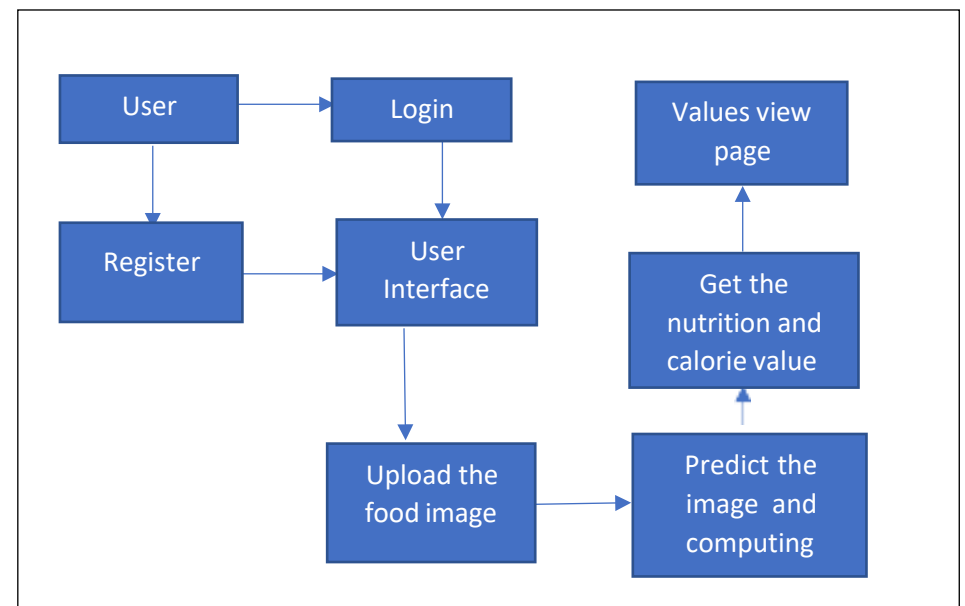 User
Login
Values view
page
Register
User
Interface
Get the
nutrition and
calorie value
Upload the
food image
Predict the
image and
computing